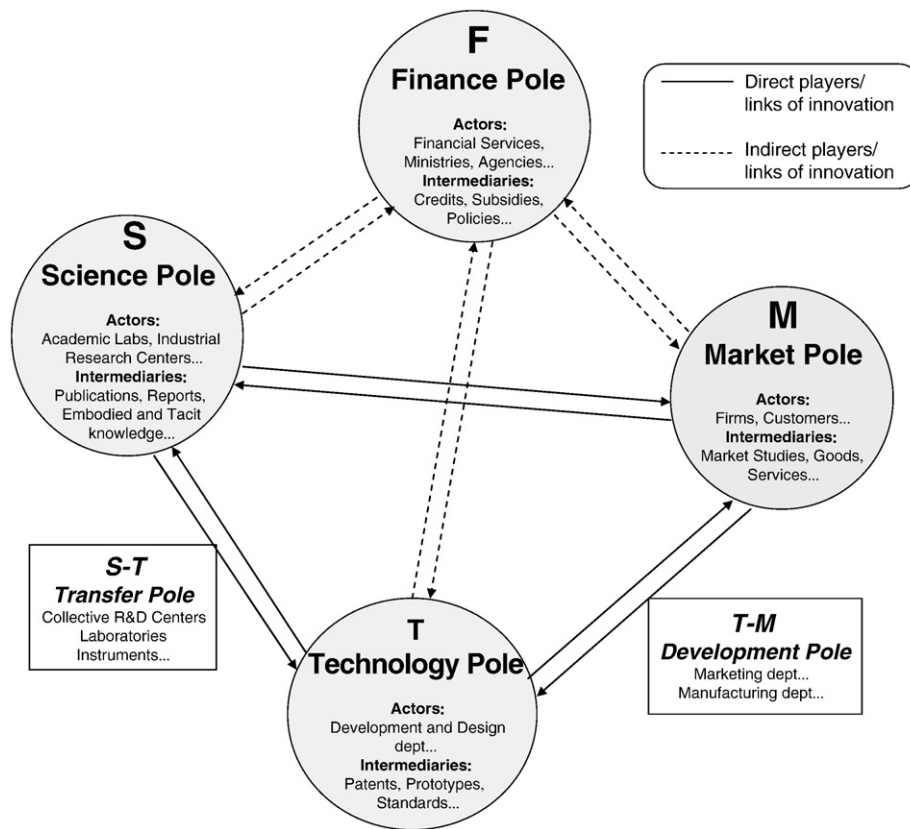 F
Finance Pole
Actors:
Financial Services,
Ministries, Agencies...
Intermediaries:
Credits, Subsidies,
Policies...
Direct players/
links of innovation
Indirect players/
links of innovation
S
Science Pole
Actors:
Academic Labs, Industrial
Research Centers...
Intermediaries:
Publications, Reports,
Embodied and Tacit
knowledge...
M
Market Pole
Actors:
Firms, Customers...
Intermediaries:
Market Studies, Goods,
Services...
S-T
Transfer Pole
Collective R&D Centers
Laboratories
Instruments...
T
Technology Pole
Actors:
Development and Design
dept...
Intermediaries:
Patents, Prototypes,
Standards...
T-M
Development Pole
Marketing dept...
Manufacturing dept...